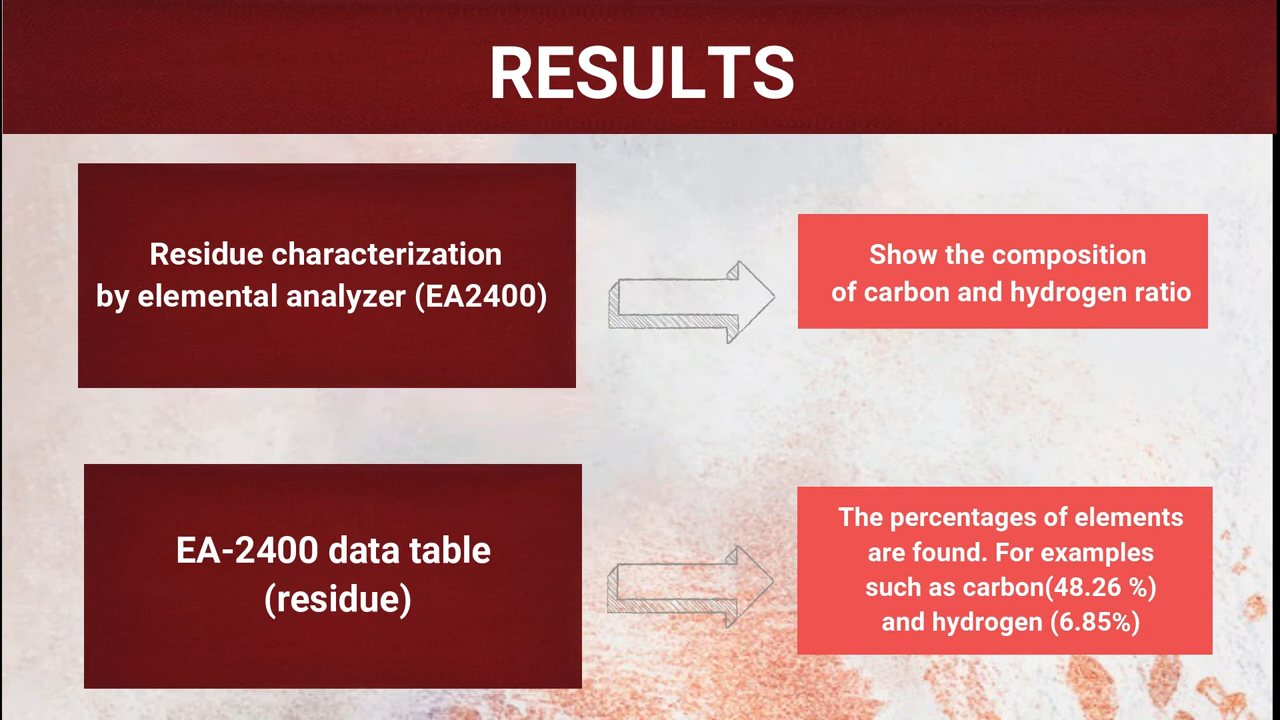 RESULTS
Residue characterization
by elemental analyzer (EA2400)
Show the composition
of carbon and hydrogen ratio
EA-2400 data table
(residue)
The percentages of elements
are found. For examples
such as carbon(48.26 %)
and hydrogen (6.85%)